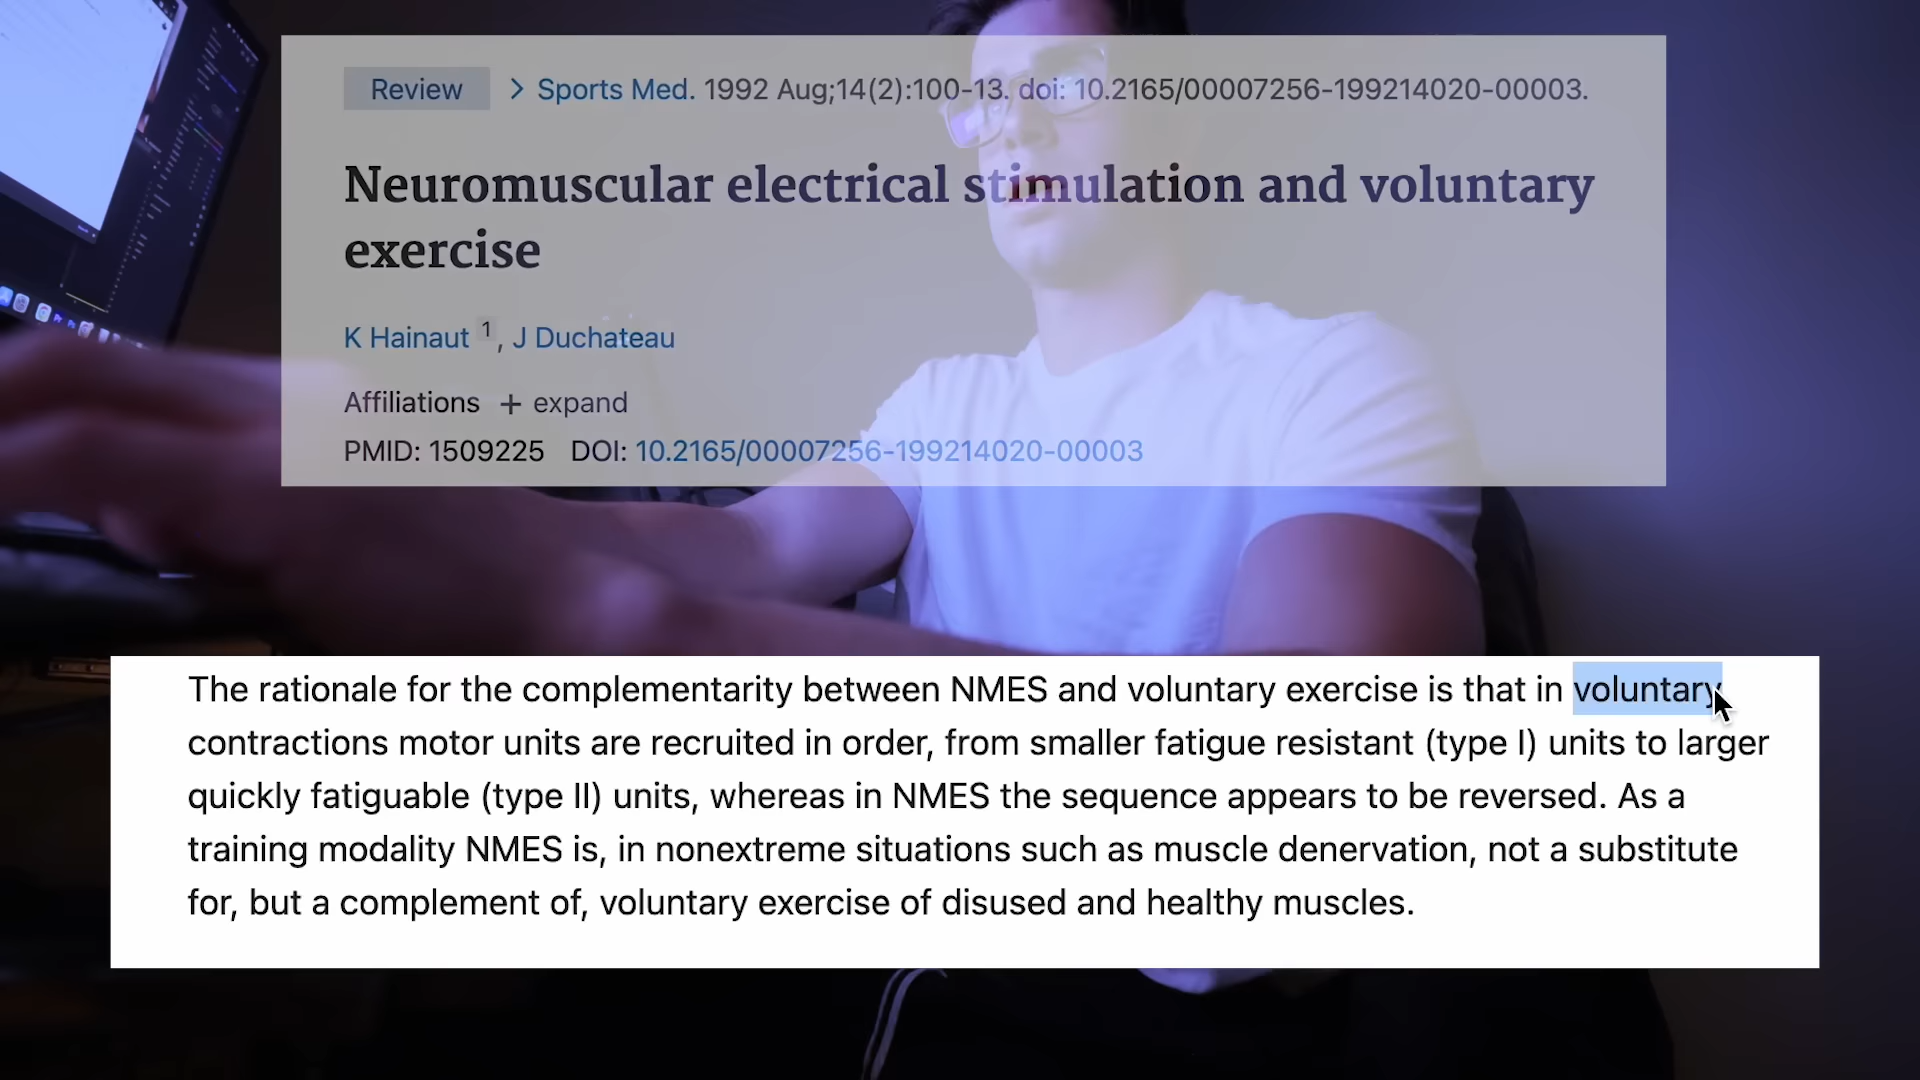 Review > Sports Med. 1992 Aug;14(2):100-13. doi: 10.2165/00007256-199214020-00003.
Neuromuscular electrical stimulation and voluntary
exercise
K Hainaut 1, J Duchateau
Affiliations + expand
PMID: 1509225 DOI: 10.2165/00007256-199214020-00003
The rationale for the complementarity between NMES and voluntary exercise is that in voluntary
contractions motor units are recruited in order, from smaller fatigue resistant (type I) units to larger
quickly fatiguable (type II) units, whereas in NMES the sequence appears to be reversed. As a
training modality NMES is, in nonextreme situations such as muscle denervation, not a substitute
for, but a complement of, voluntary exercise of disused and healthy muscles.